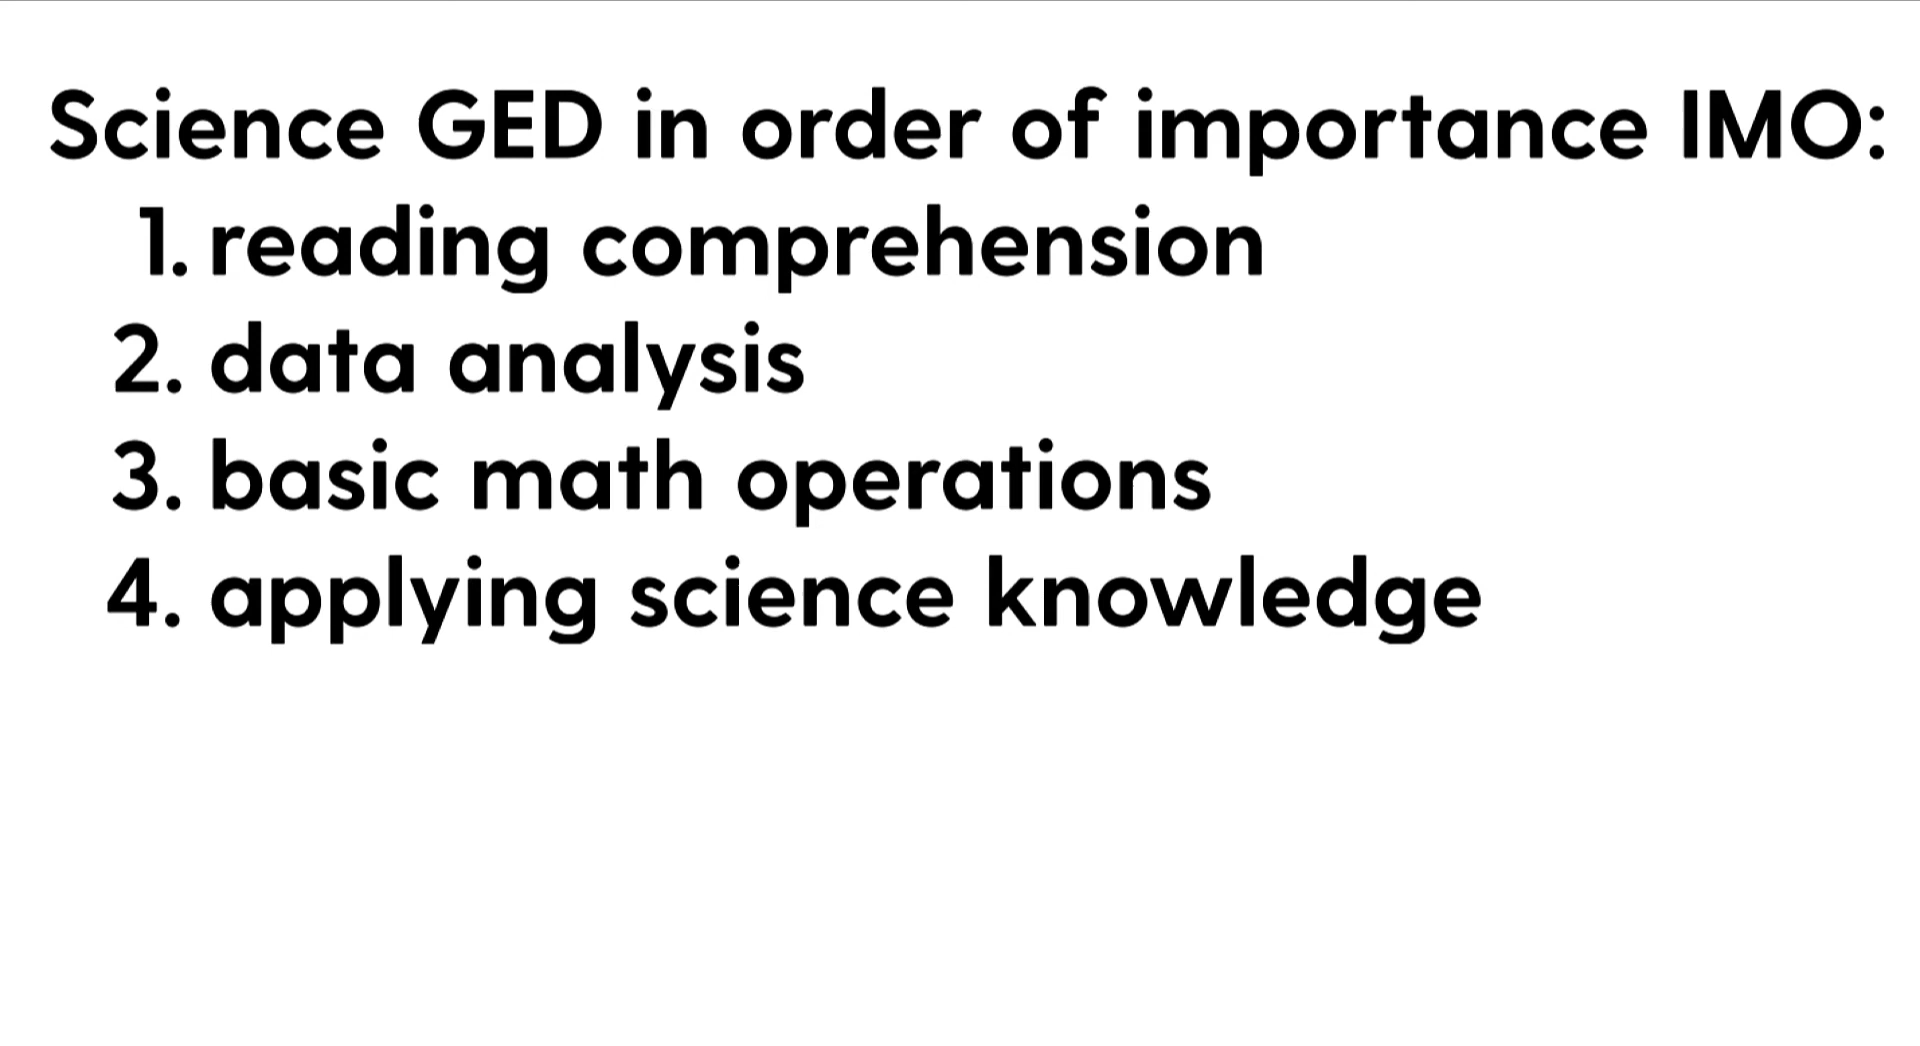 Science GED in order of importance IMO:
1. reading comprehension
2. data analysis
3. basic math operations
4. applying science knowledge